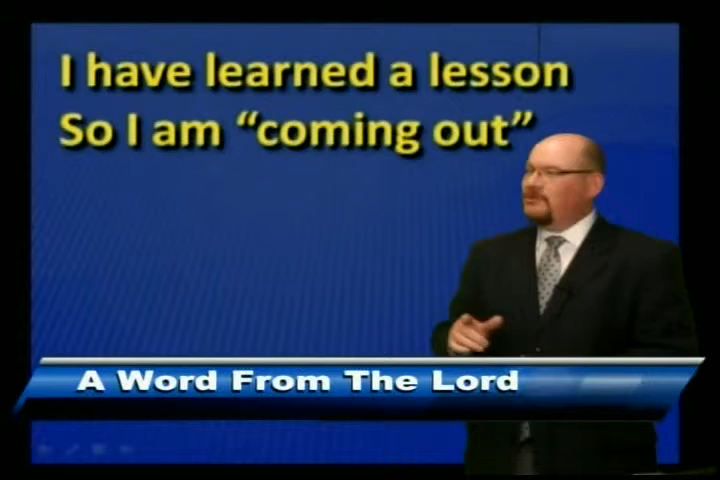 I have learned a lesson
So I am “coming out”
A Word From The Lord